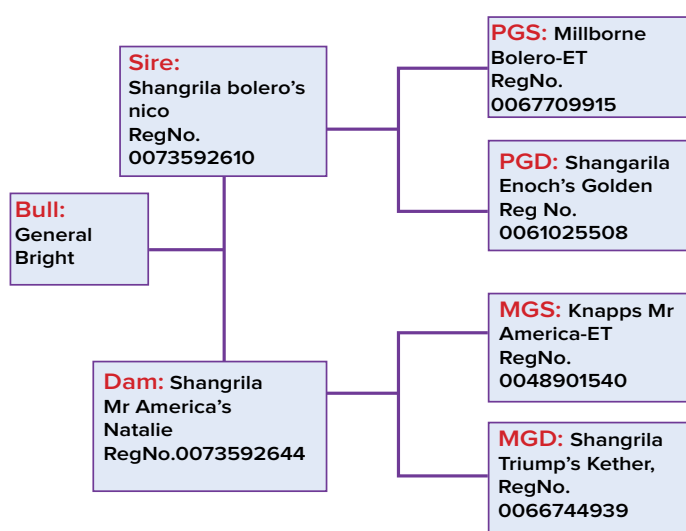 Sire:
Shangrila bolero's
nico
RegNo.
0073592610
PGS: Millborne
Bolero-ET
RegNo.
0067709915
PGD: Shangarila
Enoch's Golden
Reg No.
0061025508
Bull:
General
Bright
Dam: Shangrila
Mr America's
Natalie
RegNo.0073592644
MGS: Knapps Mr
America-ET
RegNo.
0048901540
MGD: Shangrila
Triump's Kether,
RegNo.
0066744939